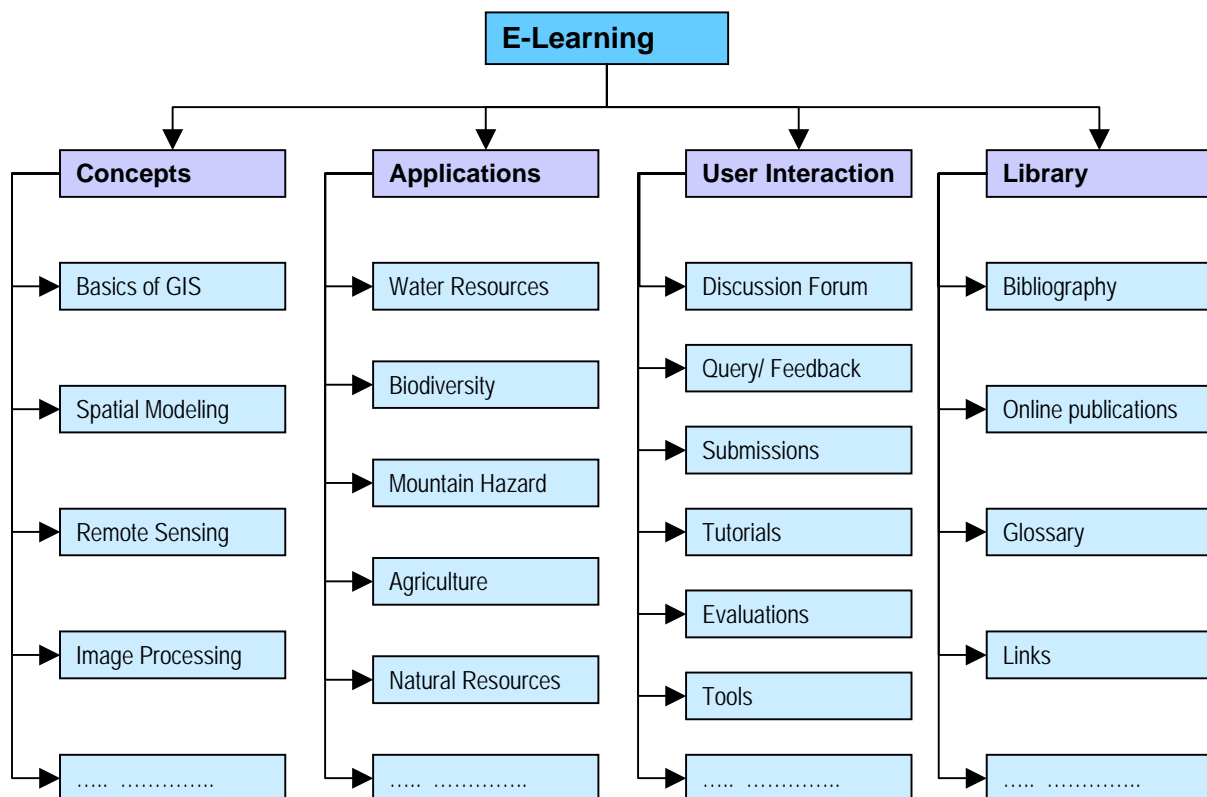 E-Learning
Concepts
Basics of GIS
Spatial Modeling
Remote Sensing
Image Processing
….. …………..
Applications
Water Resources
Biodiversity
Mountain Hazard
Agriculture
Natural Resources
….. …………..
User Interaction
Discussion Forum
Query/ Feedback
Submissions
Tutorials
Evaluations
Tools
….. …………..
Library
Bibliography
Online publications
Glossary
Links
….. …………..